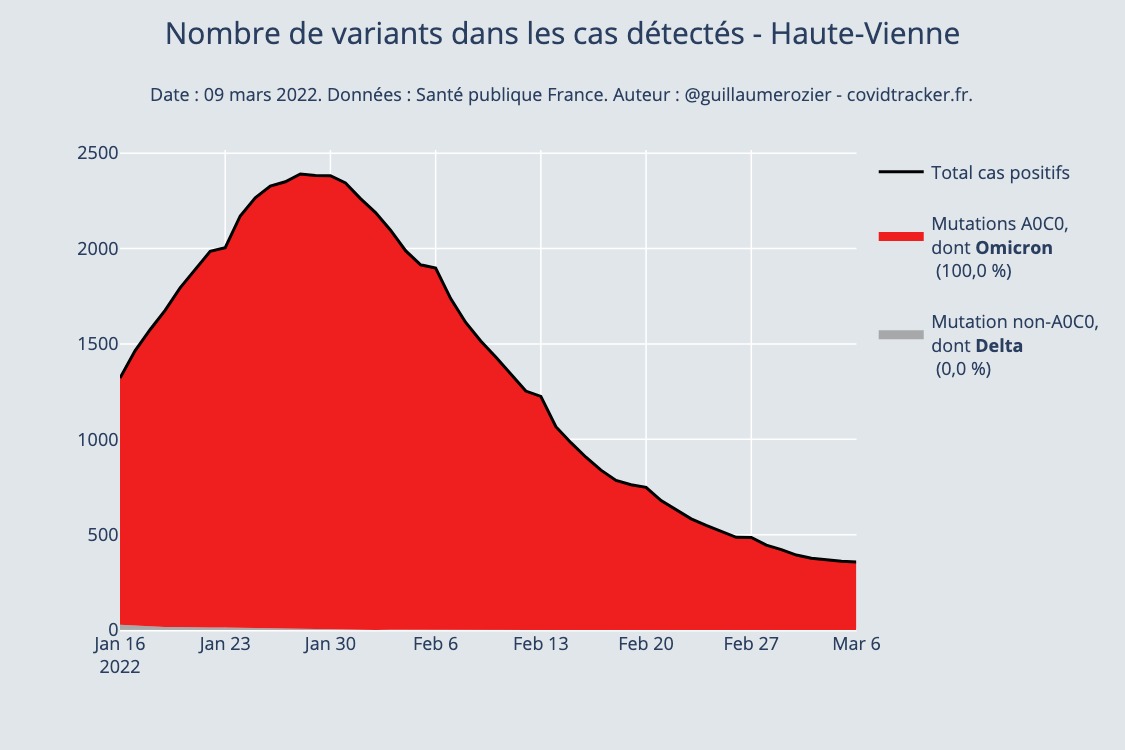 Nombre de variants dans les cas détectés - Haute-Vienne
Date : 09 mars 2022. Données : Santé publique France. Auteur : @guillaumerozier - covidtracker.fr.
2500
2000
1500
1000
500
0
Jan 16
2022
Jan 23
Jan 30
Feb 6
Feb 13
Feb 20
Feb 27
Mar 6
Total cas positifs
Mutations A0C0,
dont Omicron
(100,0 %)
Mutation non-A0C0,
dont Delta
(0,0 %)